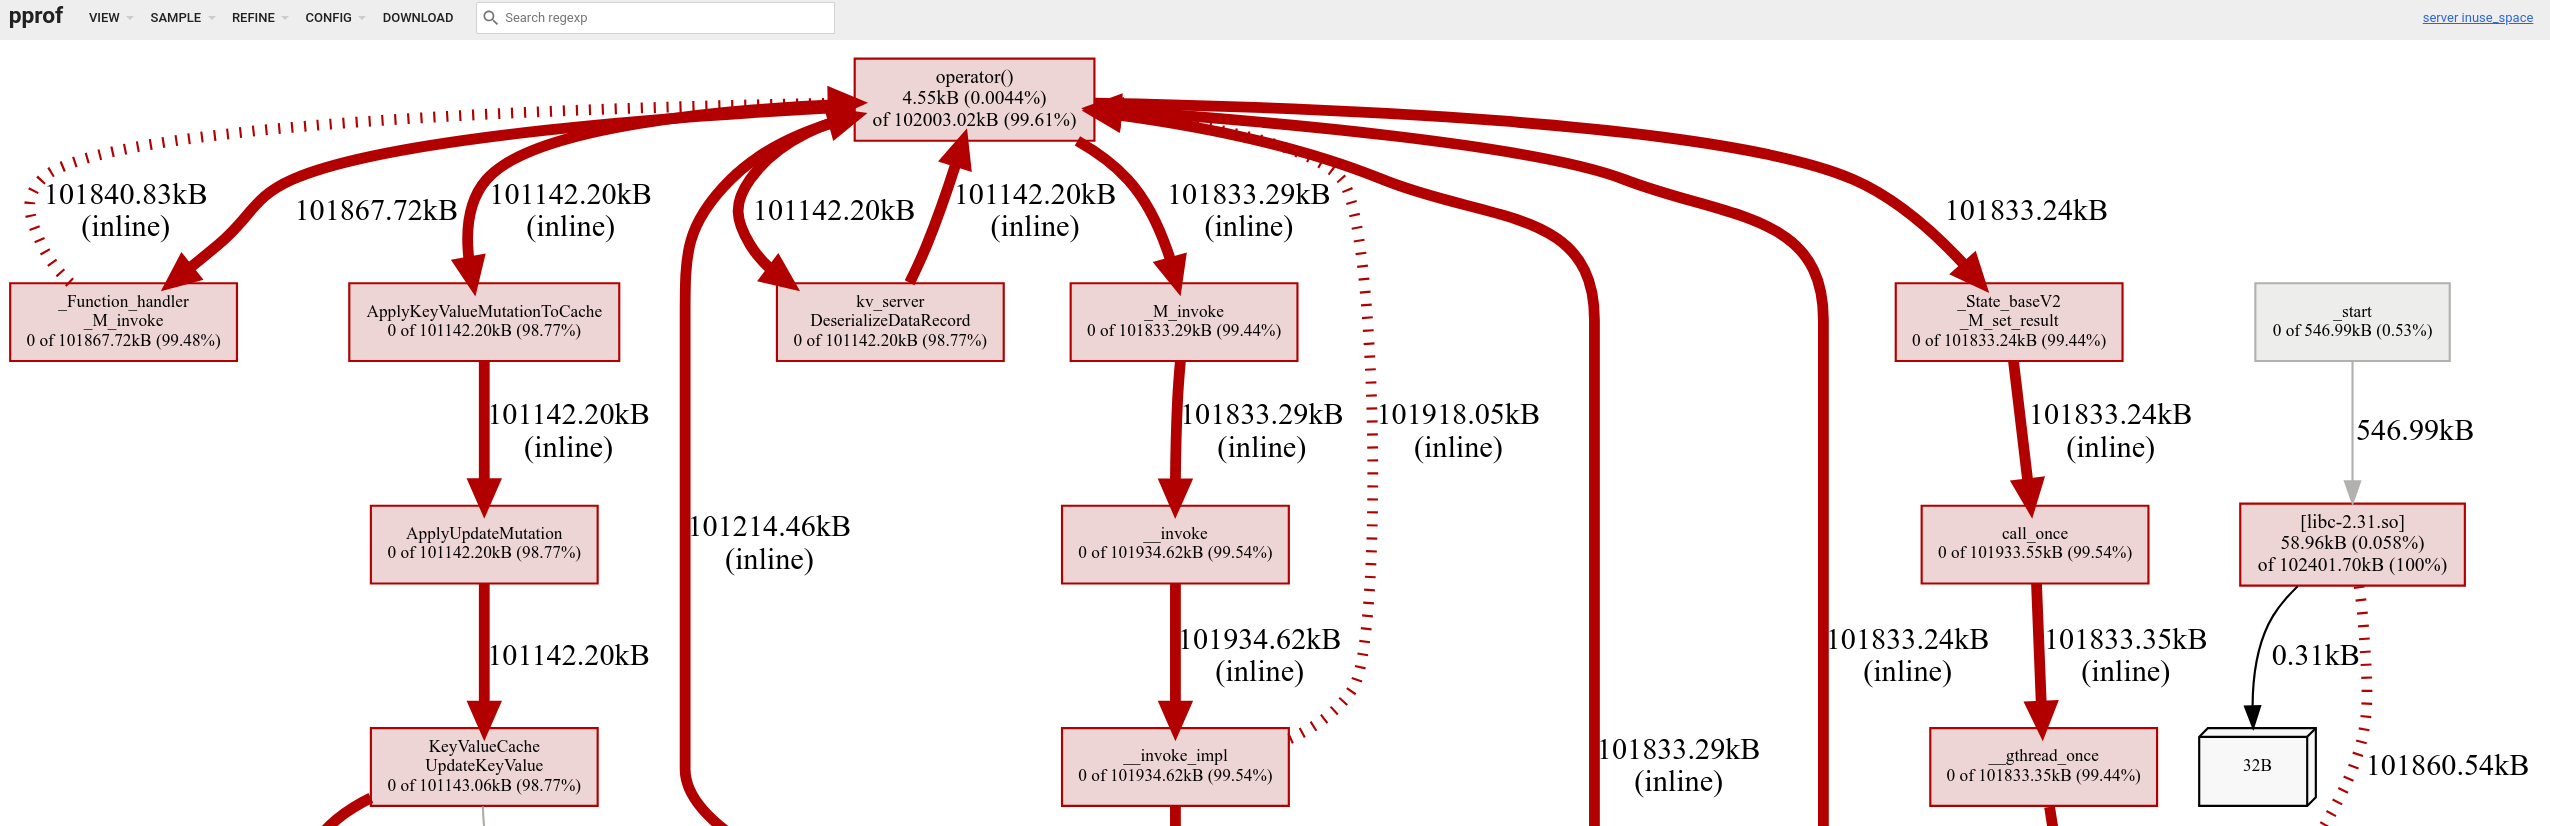 pprof VIEW SAMPLE REFINE CONFIG DOWNLOAD Search regexp server inuse_space
operator()
4.55kB (0.0044%)
of 102003.02kB (99.61%)
101840.83kB
(inline)
101867.72kB
101142.20kB
(inline)
101142.20kB
101142.20kB
(inline)
101833.29kB
(inline)
101833.24kB
_Function_handler
_M_invoke
0 of 101867.72kB (99.48%)
ApplyKeyValueMutationToCache
0 of 101142.20kB (98.77%)
kv_server
DeserializeDataRecord
0 of 101142.20kB (98.77%)
_M_invoke
0 of 101833.29kB (99.44%)
_State_baseV2
_M_set_result
0 of 101833.24kB (99.44%)
_start
0 of 546.99kB (0.53%)
101142.20kB
(inline)
101833.29kB
(inline)
101918.05kB
(inline)
101833.24kB
(inline)
546.99kB
ApplyUpdateMutation
0 of 101142.20kB (98.77%)
101214.46kB
(inline)
__invoke
0 of 101934.62kB (99.54%)
call_once
0 of 101933.55kB (99.54%)
[libc-2.31.so]
58.96kB (0.058%)
of 102401.70kB (100%)
101142.20kB
101934.62kB
(inline)
101833.24kB
(inline)
101833.35kB
(inline)
0.31kB
KeyValueCache
UpdateKeyValue
0 of 101143.06kB (98.77%)
__invoke_impl
0 of 101934.62kB (99.54%)
101833.29kB
(inline)
__gthread_once
0 of 101833.35kB (99.44%)
32B
101860.54kB